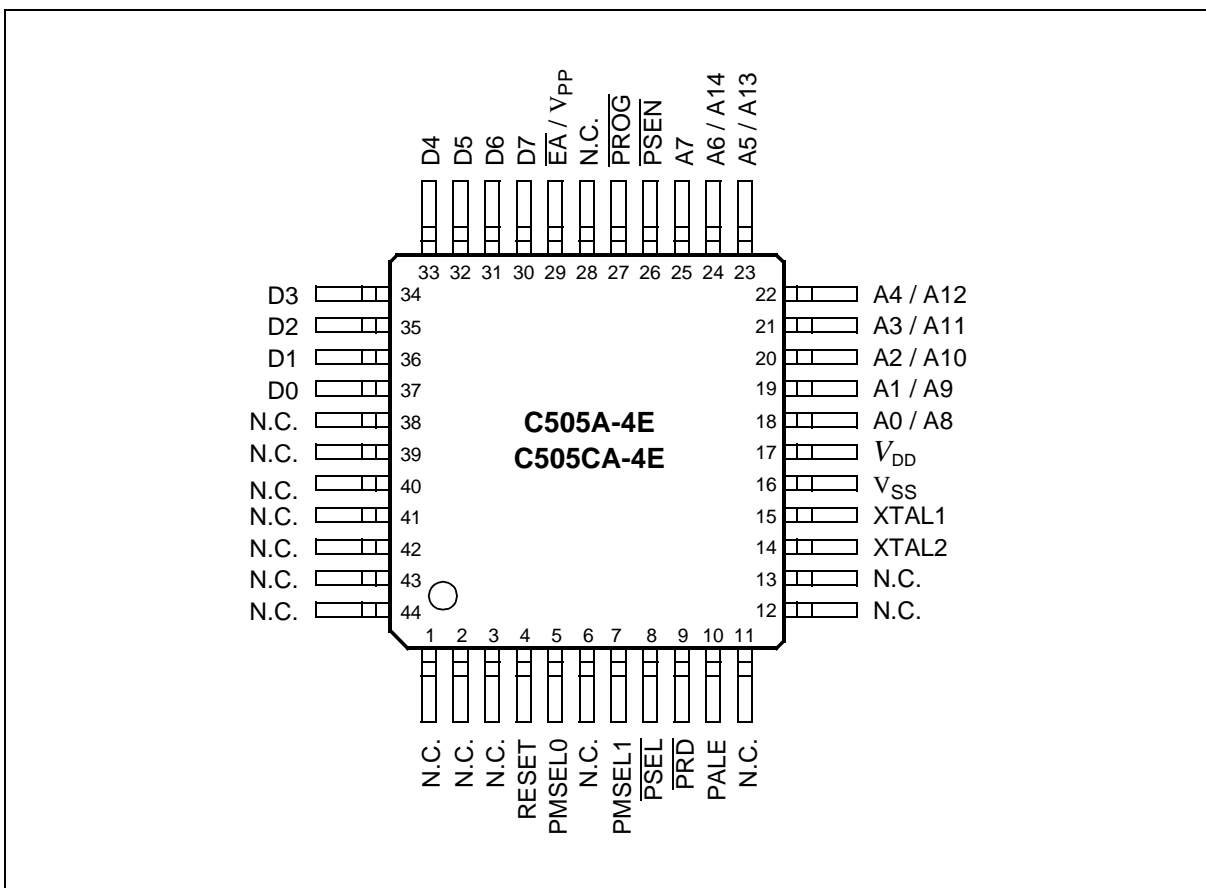 D4
D5
D6
D7
EA / VPP
N.C.
PROG
PSEN
A7
A6 / A14
A5 / A13
33 32 31 30 29 28 27 26 25 24 23
D3 34
D2 35
D1 36
D0 37
N.C. 38
N.C. 39
N.C. 40
N.C. 41
N.C. 42
N.C. 43
N.C. 44
C505A-4E
C505CA-4E
22 A4 / A12
21 A3 / A11
20 A2 / A10
19 A1 / A9
18 A0 / A8
17 VDD
16 VSS
15 XTAL1
14 XTAL2
13 N.C.
12 N.C.
1 2 3 4 5 6 7 8 9 10 11
N.C.
N.C.
N.C.
RESET
PMSEL0
N.C.
PMSEL1
PSEL
PRD
PALE
N.C.